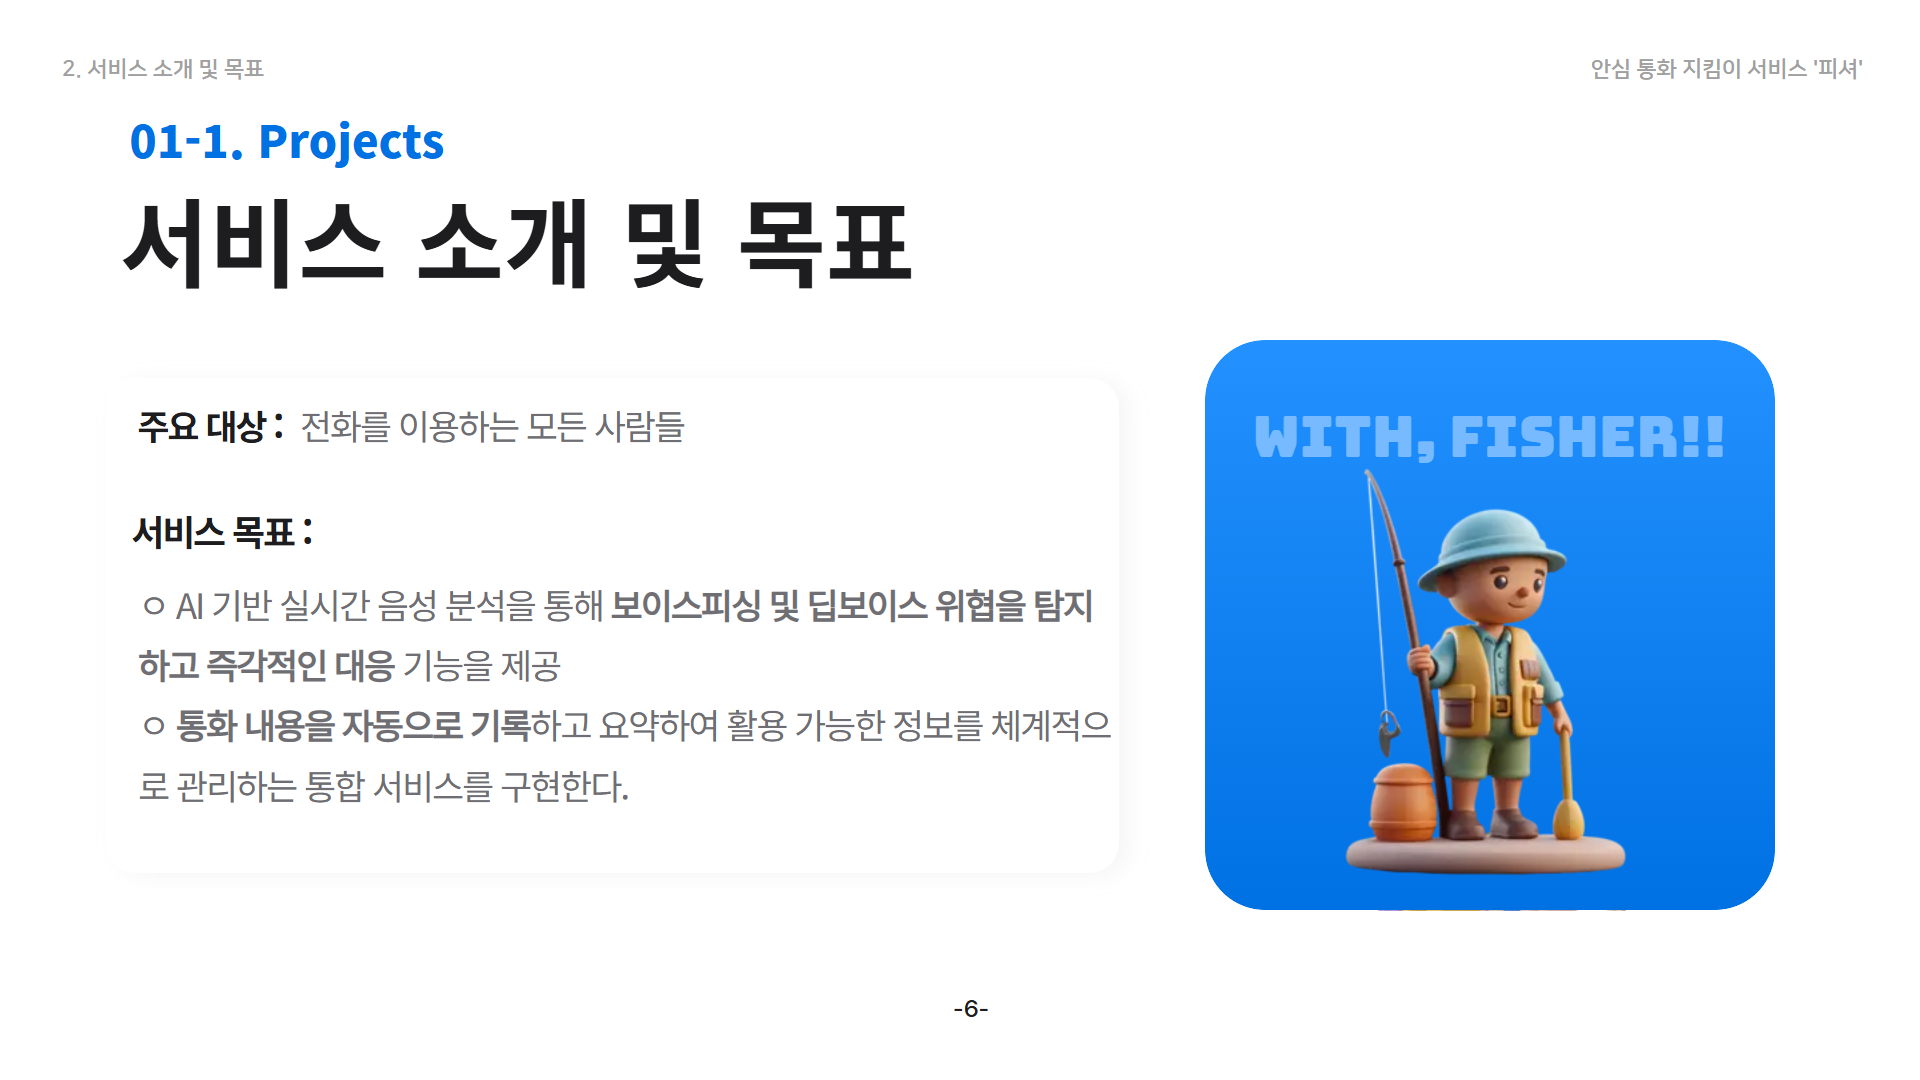 2. 서비스 소개 및 목표
안심 통화 지킴이 서비스 '피셔'
01-1. Projects
서비스 소개 및 목표
주요 대상 : 전화를 이용하는 모든 사람들
서비스 목표 :
ㅇ AI 기반 실시간 음성 분석을 통해 보이스피싱 및 딥보이스 위협을 탐지
하고 즉각적인 대응 기능을 제공
ㅇ 통화 내용을 자동으로 기록하고 요약하여 활용 가능한 정보를 체계적으
로 관리하는 통합 서비스를 구현한다.
WITH, FISHER!!
-6-